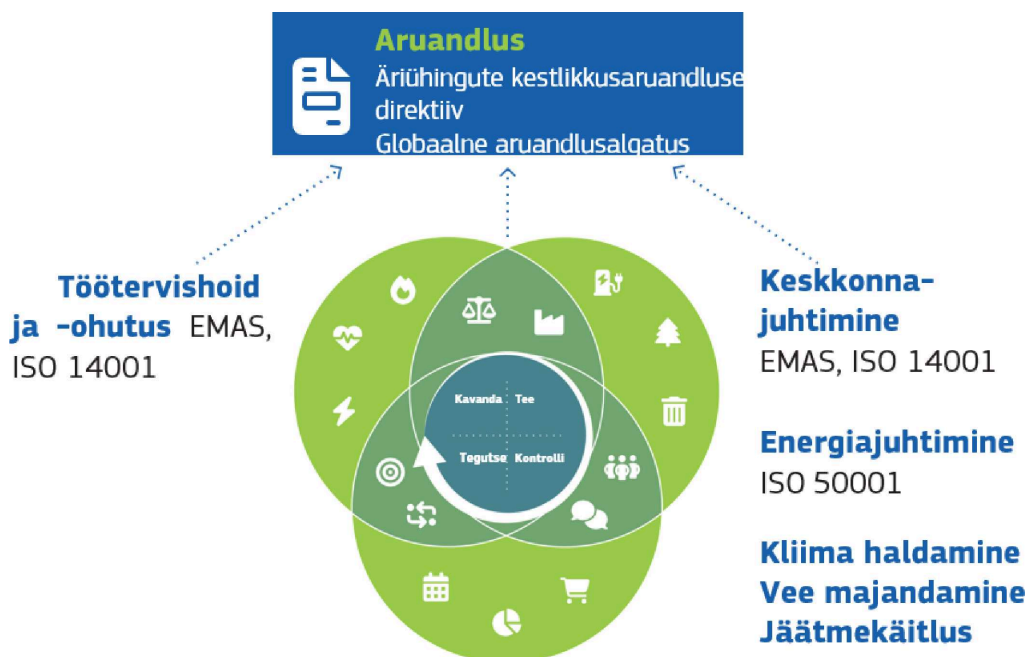 Aruandlus
Äriühingute kestlikkusaruandluse
direktiiv
Globaalne aruandlusalgatus
Töötervishoid
ja -ohutus EMAS,
ISO 14001
Kavanda Tee
Tegutse Kontrolli
Keskkonna-
juhtimine
EMAS, ISO 14001
Energiajuhtimine
ISO 50001
Kliima haldamine
Vee majandamine
Jäätmekäitlus